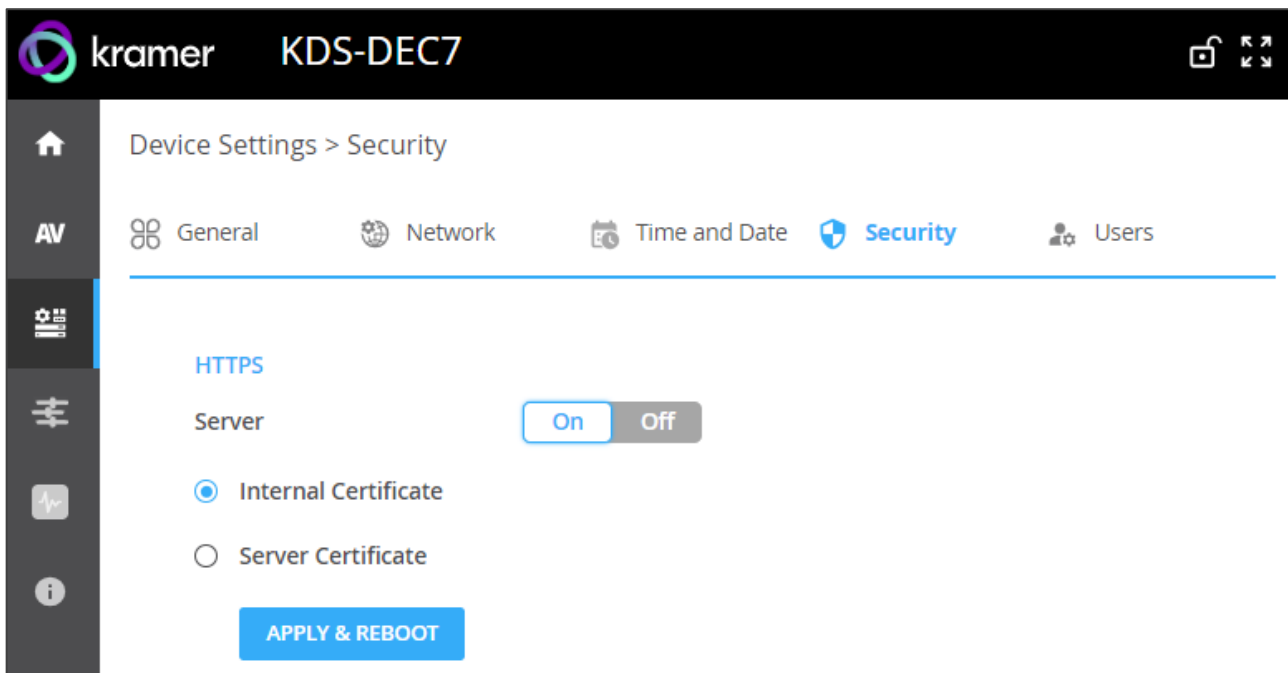 kramer KDS-DEC7
Device Settings > Security
AV
General Network Time and Date Security Users
HTTPS
Server On Off
Internal Certificate
Server Certificate
APPLY & REBOOT